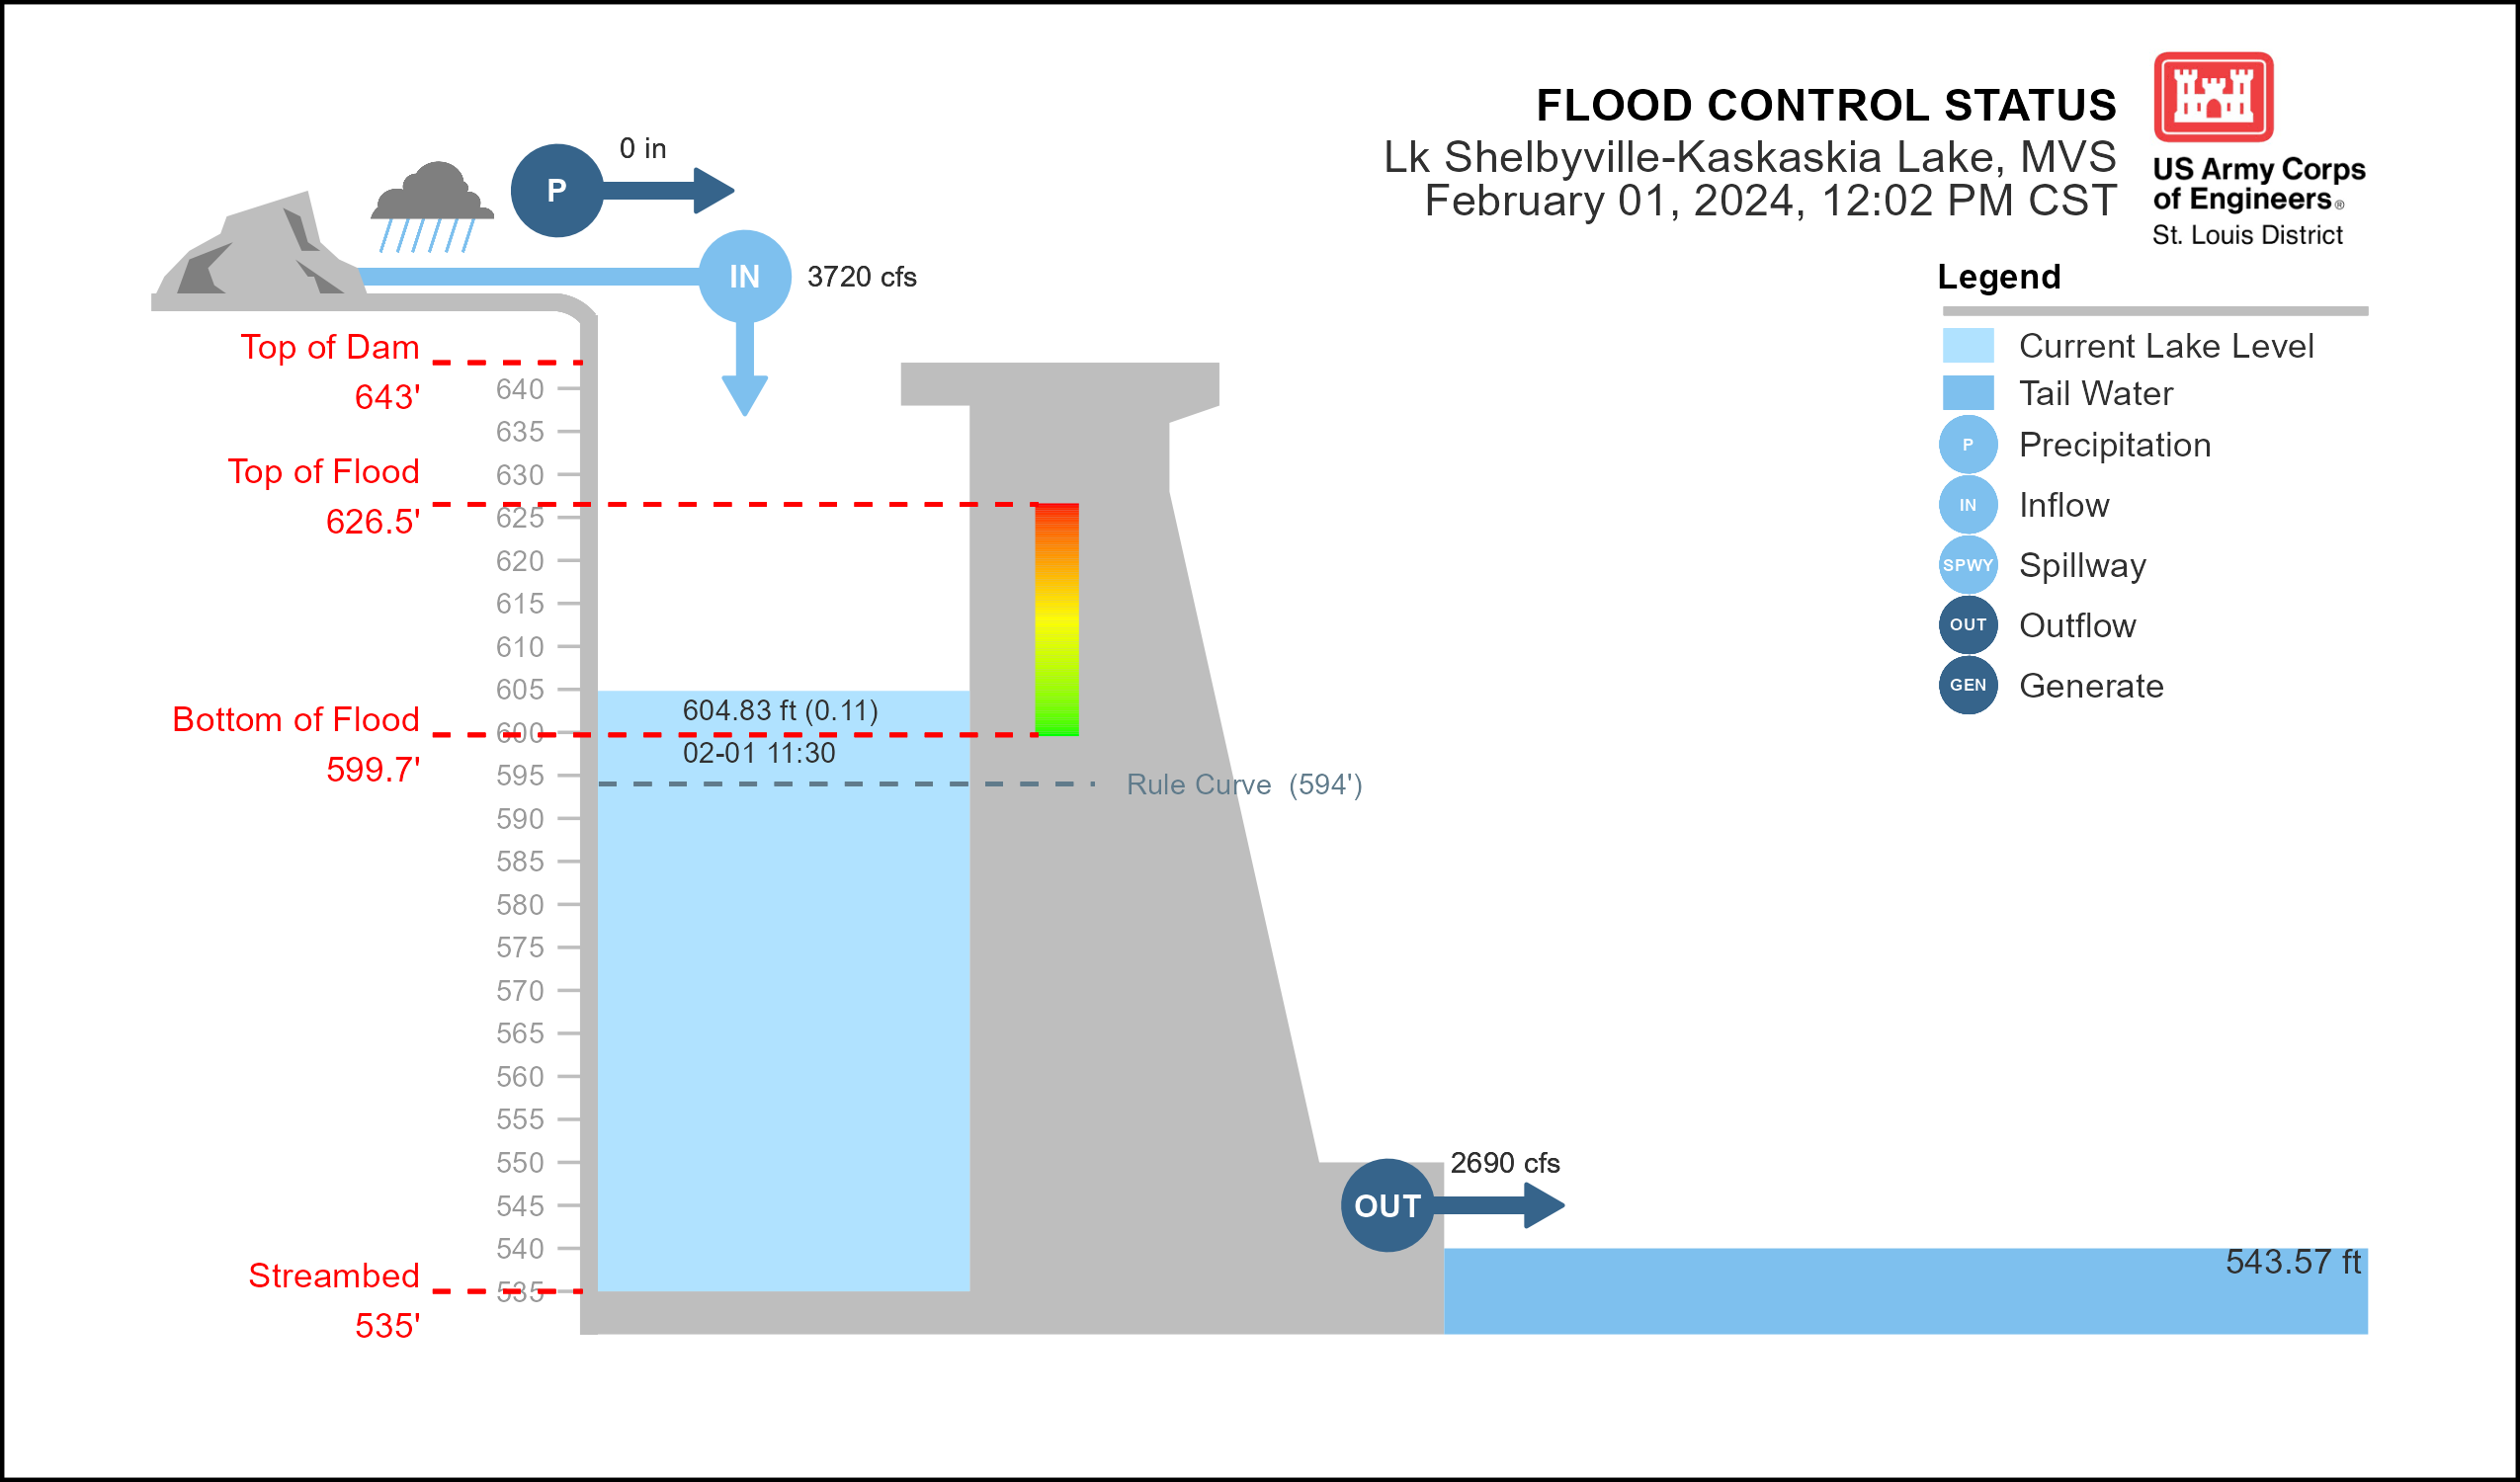 FLOOD CONTROL STATUS
Lk Shelbyville-Kaskaskia Lake, MVS
February 01, 2024, 12:02 PM CST
US Army Corps
of Engineers®
St. Louis District
P
0 in
IN
3720 cfs
Legend
Current Lake Level
Tail Water
P Precipitation
IN Inflow
SPWY Spillway
OUT Outflow
GEN Generate
Top of Dam
643'
Top of Flood
626.5'
Bottom of Flood
599.7'
Streambed
535'
640
635
630
625
620
615
610
605
600
595
590
585
580
575
570
565
560
555
550
545
540
535
604.83 ft (0.11)
02-01 11:30
Rule Curve (594')
OUT
2690 cfs
543.57 ft